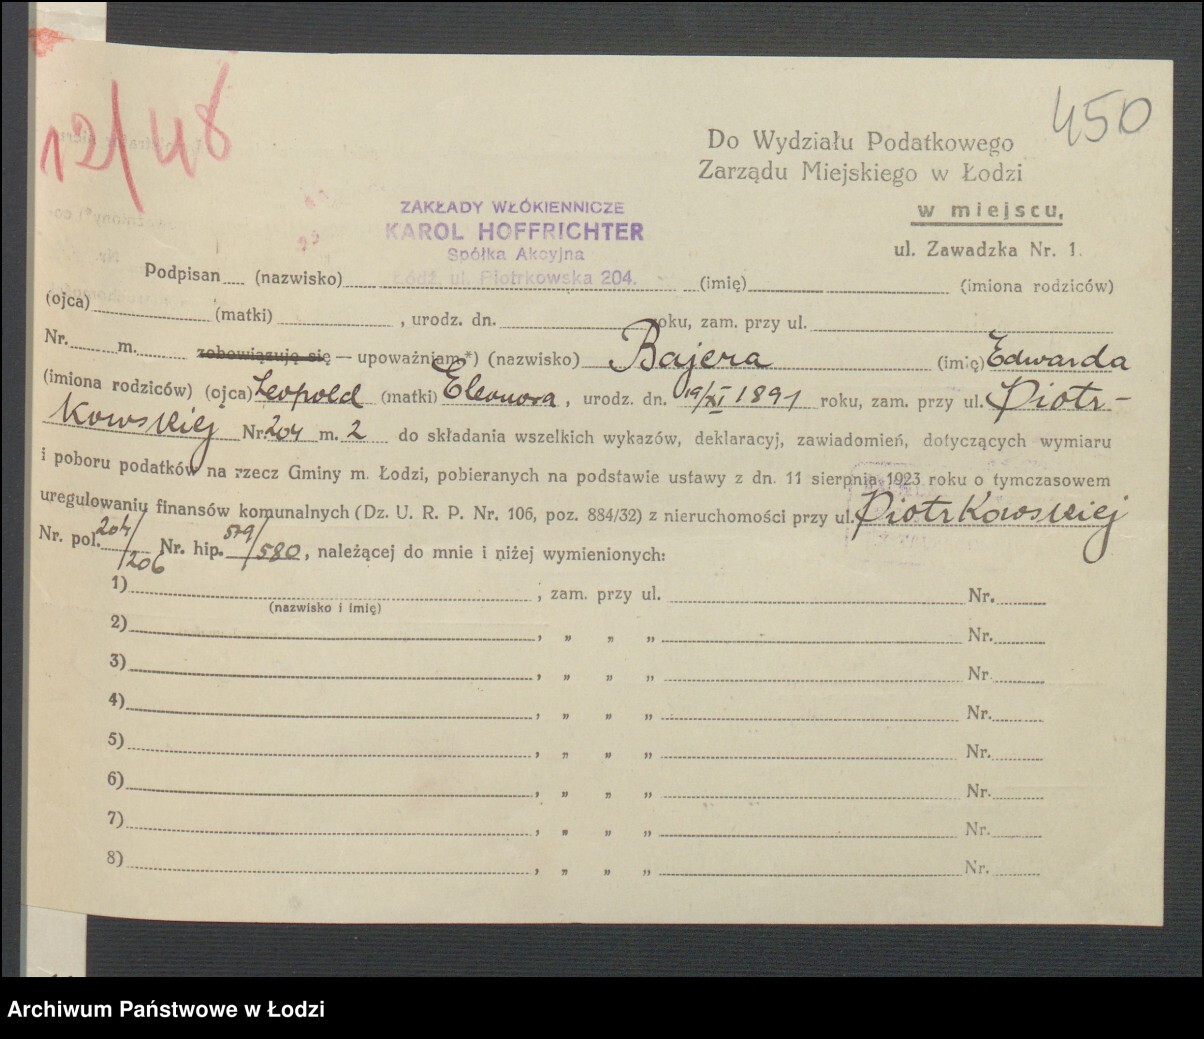 12/48
450
Do Wydziału Podatkowego
Zarządu Miejskiego w Łodzi
w miejscu,
ul. Zawadzka Nr. 1.
ZAKŁADY WŁÓKIENNICZE
KAROL HOFFRICHTER
Spółka Akcyjna
Łódź, ul. Piotrkowska 204.
Podpisan (nazwisko) (imię) (imiona rodziców)
(ojca) (matki) , urodz. dn. roku, zam. przy ul.
Nr. m. zobowiązuję się — upoważniam *) (nazwisko) Bajera (imię) Edwarda
(imiona rodziców) (ojca) Leopold (matki) Eleonora , urodz. dn. 19/XI 1891 roku, zam. przy ul. Piotr-
kowskiej Nr. 204 m. 2 do składania wszelkich wykazów, deklaracyj, zawiadomień, dotyczących wymiaru
i poboru podatków na rzecz Gminy m. Łodzi, pobieranych na podstawie ustawy z dn. 11 sierpnia 1923 roku o tymczasowem
uregulowaniu finansów komunalnych (Dz. U. R. P. Nr. 106, poz. 884/32) z nieruchomości przy ul. Piotrkowskiej
Nr. pol. 204/206 Nr. hip. 579/580 , należącej do mnie i niżej wymienionych:
1) , zam. przy ul. Nr.
(nazwisko i imię)
2) , „ „ „ Nr.
3) , „ „ „ Nr.
4) , „ „ „ Nr.
5) , „ „ „ Nr.
6) , „ „ „ Nr.
7) , „ „ „ Nr.
8) , „ „ „ Nr.
Archiwum Państwowe w Łodzi